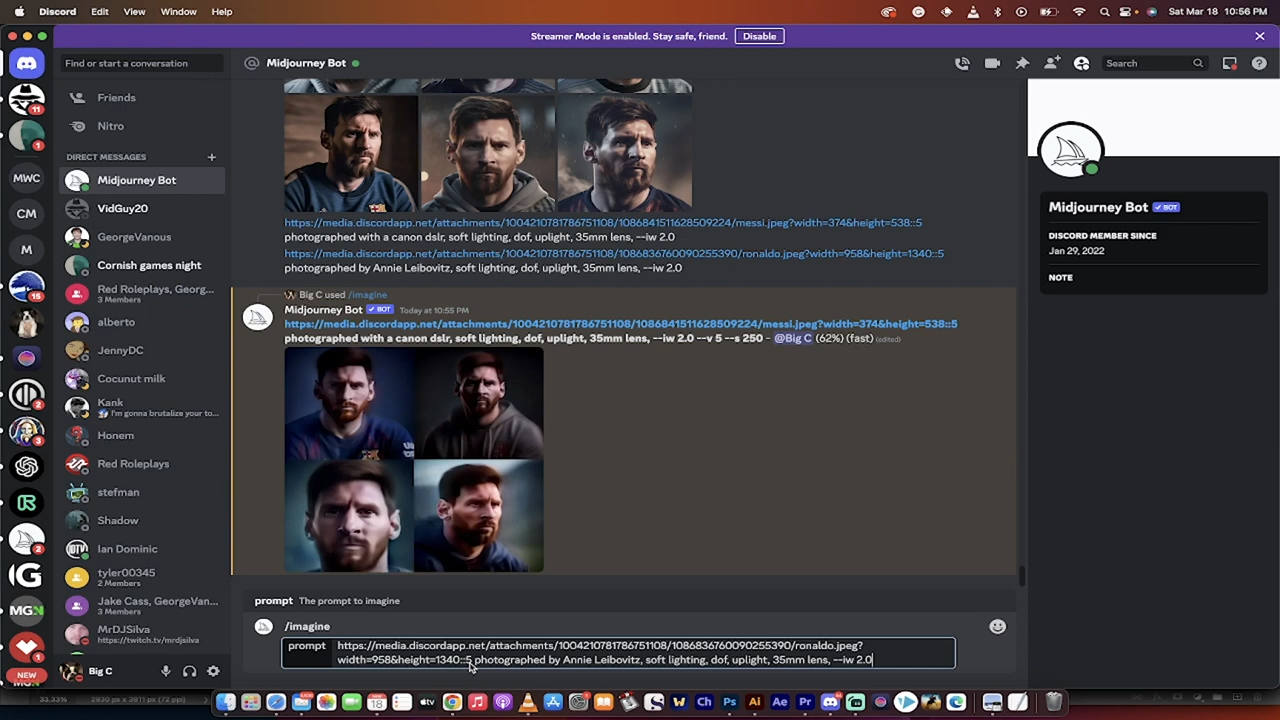 Discord Edit View Window Help Sat Mar 18 10:56 PM
Streamer Mode is enabled. Stay safe, friend. Disable
Find or start a conversation
Midjourney Bot
Search
11
Friends
1
Nitro
DIRECT MESSAGES
MWC
Midjourney Bot
CM
VidGuy20
M
GeorgeVanous
Cornish games night
15
Red Roleplays, Georg...
3 Members
alberto
JennyDC
Cocunut milk
2
Kank
I'm gonna brutalize your to...
3
Honem
Red Roleplays
stefman
Shadow
2
Ian Dominic
IG
tyler00345
2 Members
MGN
Jake Cass, GeorgeVan...
3 Members
1
MrDJSilva
https://twitch.tv/mrdjsilva
NEW
Big C
https://media.discordapp.net/attachments/1004210781786751108/1086841511628509224/messi.jpeg?width=374&height=538::5
photographed with a canon dslr, soft lighting, dof, uplight, 35mm lens, --iw 2.0
https://media.discordapp.net/attachments/1004210781786751108/1086836760090255390/ronaldo.jpeg?width=958&height=1340::5
photographed by Annie Leibovitz, soft lighting, dof, uplight, 35mm lens, --iw 2.0
Big C used /imagine
Midjourney Bot BOT Today at 10:55 PM
https://media.discordapp.net/attachments/1004210781786751108/1086841511628509224/messi.jpeg?width=374&height=538::5
photographed with a canon dslr, soft lighting, dof, uplight, 35mm lens, --iw 2.0 --v 5 --s 250 - @Big C (62%) (fast) (edited)
prompt The prompt to imagine
/imagine
prompt https://media.discordapp.net/attachments/1004210781786751108/1086836760090255390/ronaldo.jpeg?
width=958&height=1340::5 photographed by Annie Leibovitz, soft lighting, dof, uplight, 35mm lens, --iw 2.0
Midjourney Bot BOT
DISCORD MEMBER SINCE
Jan 29, 2022
NOTE